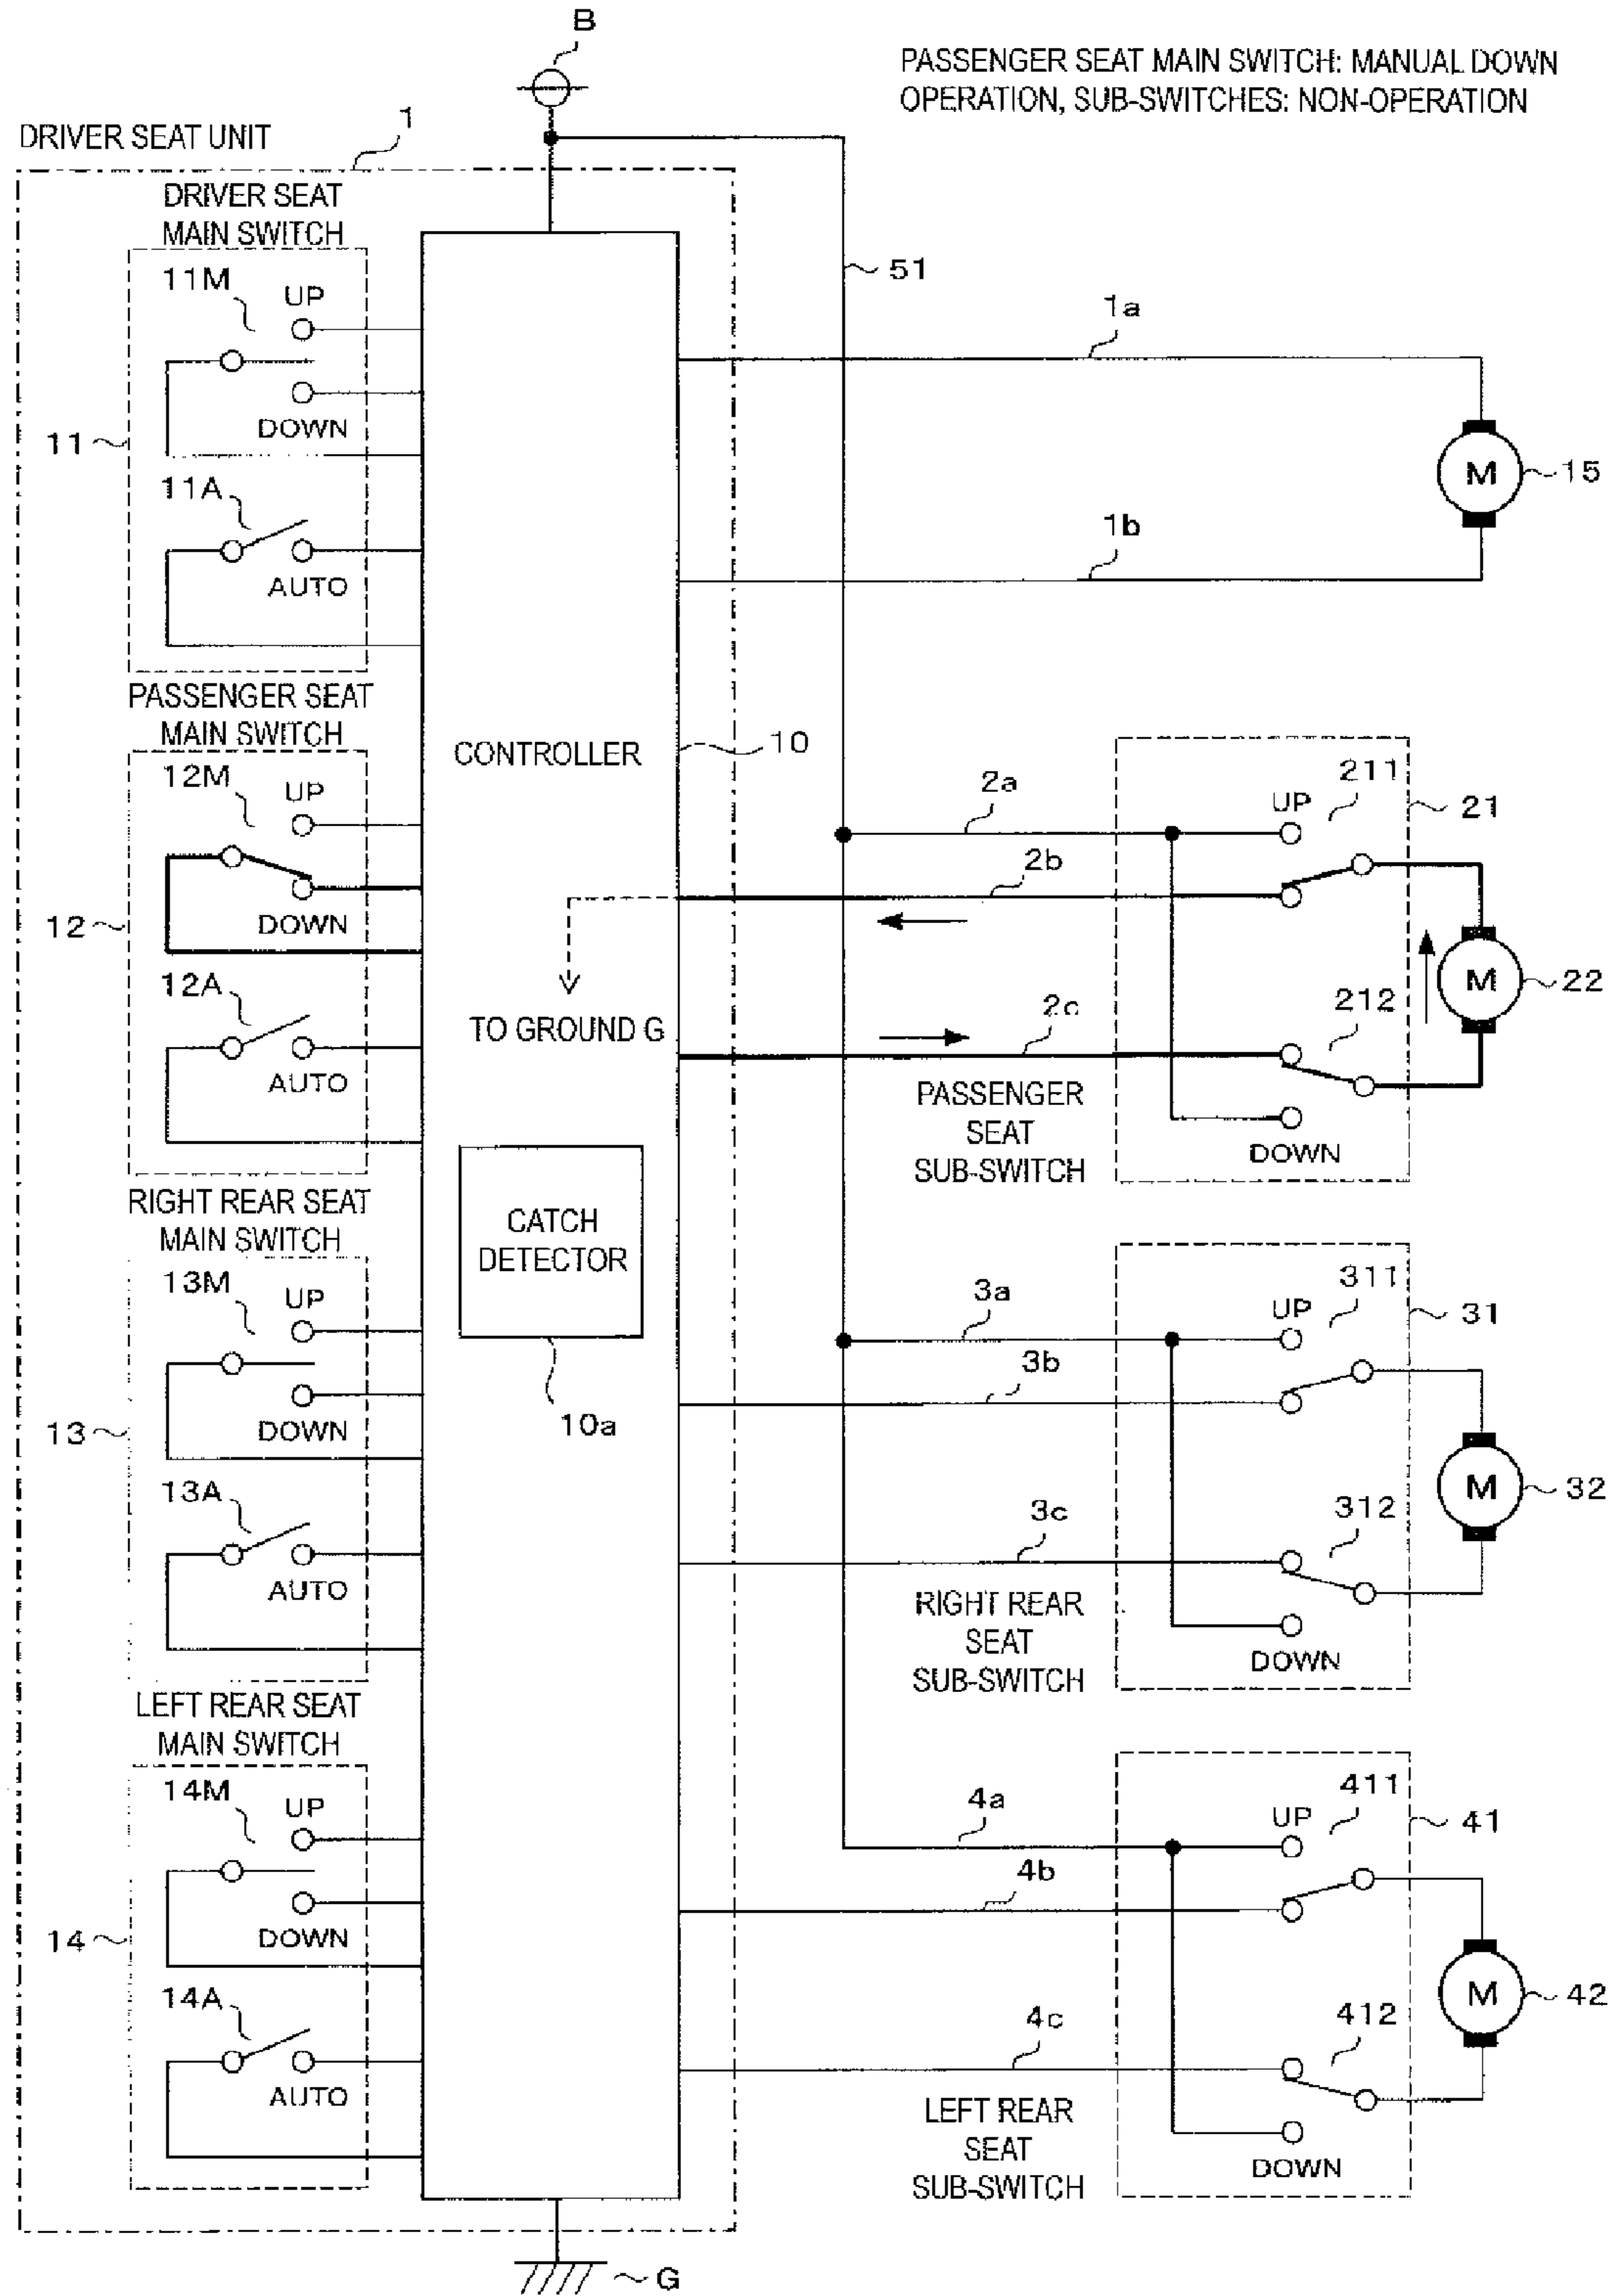 B
PASSENGER SEAT MAIN SWITCH: MANUAL DOWN
OPERATION, SUB-SWITCHES: NON-OPERATION
DRIVER SEAT UNIT
1
DRIVER SEAT
MAIN SWITCH
11M
UP
DOWN
11
11A
AUTO
51
1a
15
M
1b
PASSENGER SEAT
MAIN SWITCH
12M
UP
DOWN
12
12A
AUTO
CONTROLLER
10
TO GROUND G
2a
2b
2c
UP
211
21
M
22
212
DOWN
PASSENGER
SEAT
SUB-SWITCH
CATCH
DETECTOR
10a
RIGHT REAR SEAT
MAIN SWITCH
13M
UP
DOWN
13
13A
AUTO
3a
3b
3c
UP
311
31
M
32
312
DOWN
RIGHT REAR
SEAT
SUB-SWITCH
LEFT REAR SEAT
MAIN SWITCH
14M
UP
DOWN
14
14A
AUTO
4a
4b
4c
UP
411
41
M
42
412
DOWN
LEFT REAR
SEAT
SUB-SWITCH
G